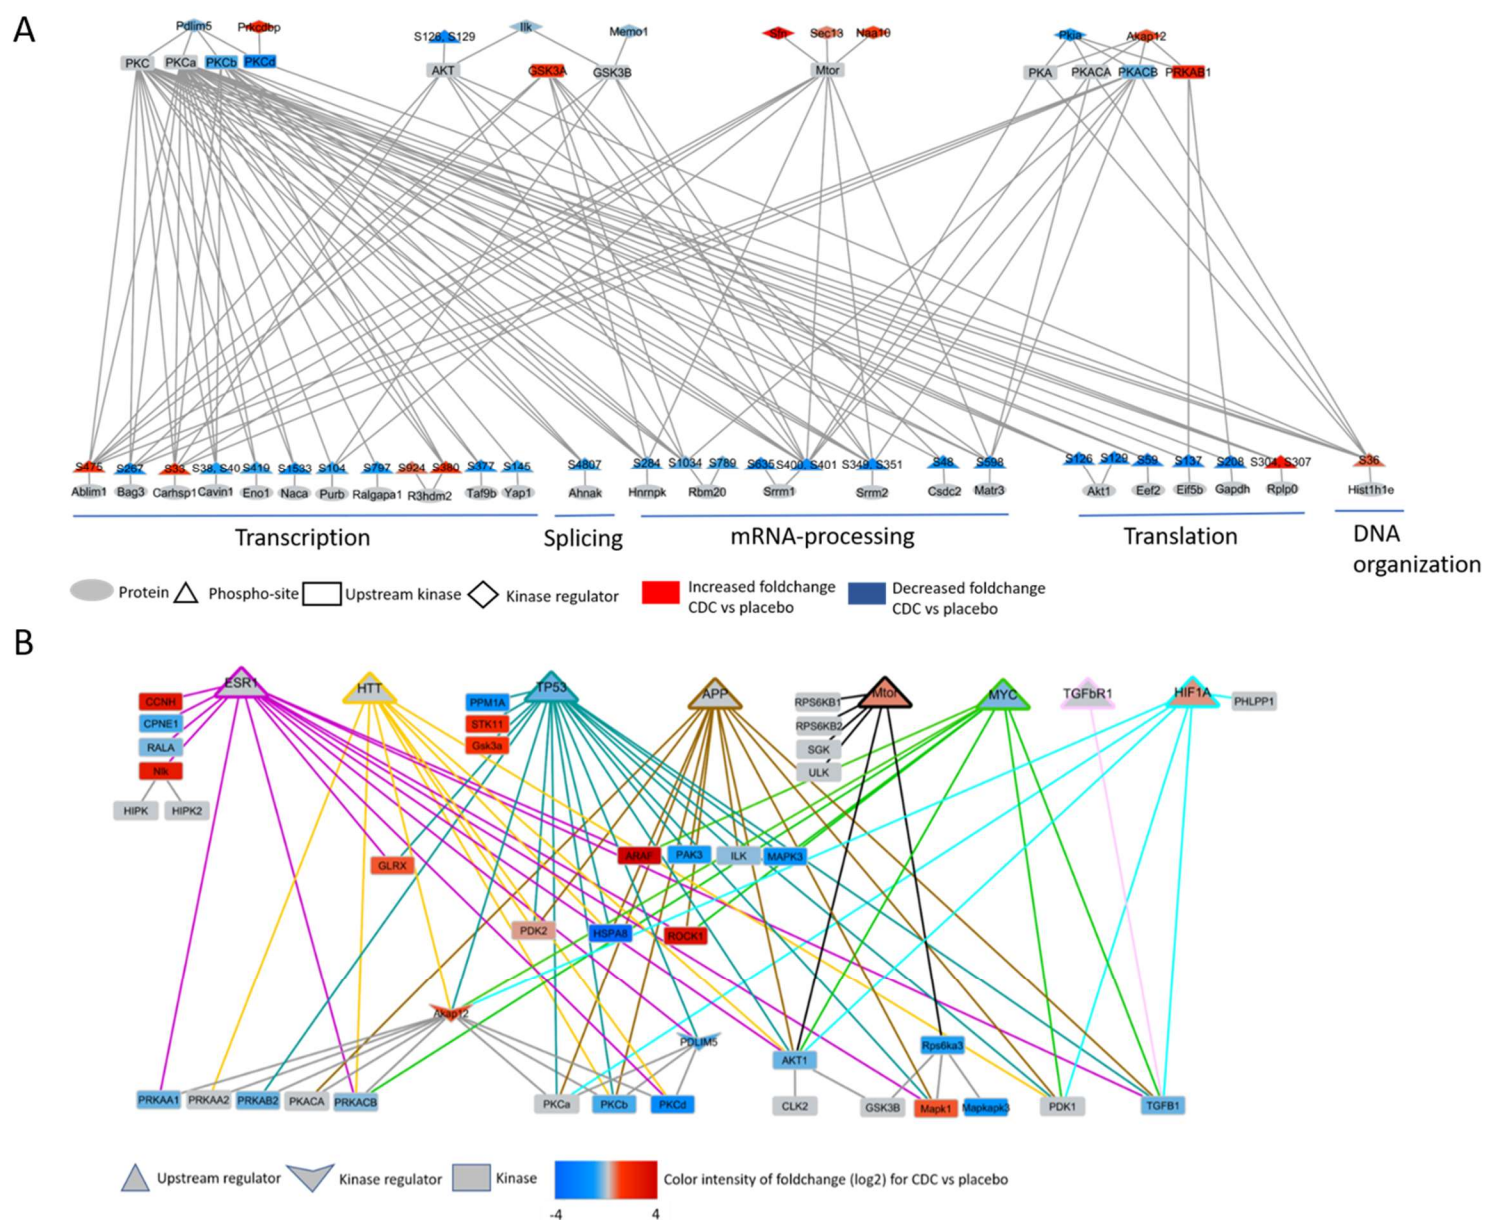 A
Pdlim5 Prkcdbp S126, S129 Ilk Memo1 Sln Sec13 Naa10 Pkia Akap12
PKC PKCa PKCb PKCd AKT GSK3A GSK3B Mtor PKA PKACA PKACB PRKAB1
S475 S267 S33 S38, S40 S419 S1533 S104 S797 S924 S380 S377 S145 S4807 S284 S1034 S789 S635 S400, S401 S349, S351 S48 S598 S126 S129 S59 S137 S208 S304, S307 S36
Ablim1 Bag3 Carhsp1 Cavin1 Eno1 Naca Purb Ralgapa1 R3hdm2 Taf9b Yap1 Ahnak Hnrnpk Rbm20 Srrm1 Srrm2 Csdc2 Matr3 Akt1 Eef2 Eif5b Gapdh Rplp0 Hist1h1e
Transcription Splicing mRNA-processing Translation DNA
organization
Protein Phospho-site Upstream kinase Kinase regulator Increased foldchange Decreased foldchange
CDC vs placebo CDC vs placebo
B
ESR1 HTT TP53 APP Mtor MYC TGFbR1 HIF1A
CCNH PPM1A RPS6KB1 PHLPP1
CPNE1 STK11 RPS6KB2
RALA Gsk3a SGK
Nlk ULK
HIPK HIPK2
GLRX ARAF PAK3 ILK MAPK3
PDK2 HSPA8 ROCK1
Akap12 PDLIM5 AKT1 Rps6ka3
PRKAA1 PRKAA2 PRKAB2 PKACA PRKACB PKCa PKCb PKCd CLK2 GSK3B Mapk1 Mapkapk3 PDK1 TGFB1
Upstream regulator Kinase regulator Kinase Color intensity of foldchange (log2) for CDC vs placebo
-4 4